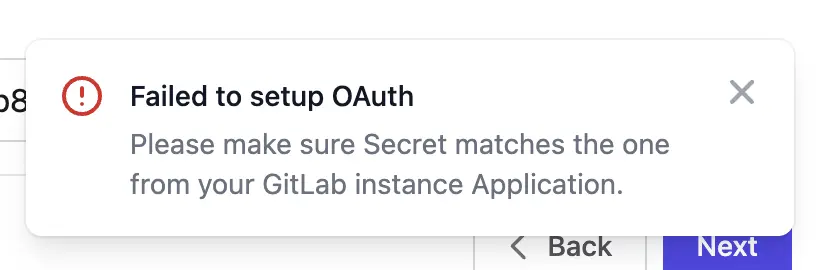 Failed to setup OAuth
Please make sure Secret matches the one
from your GitLab instance Application.
Back
Next